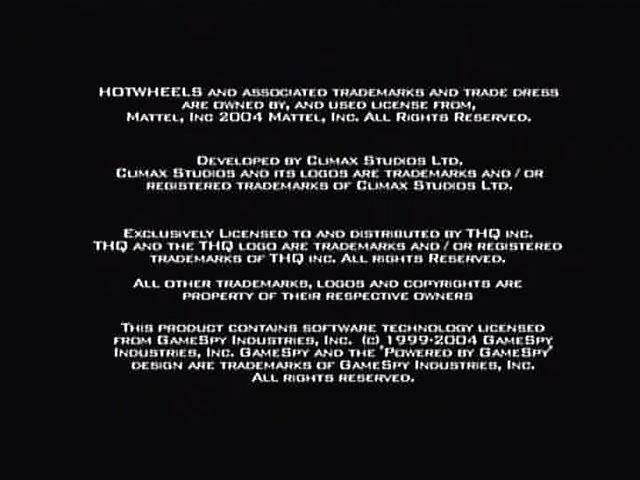 HOTWHEELS AND ASSOCIATED TRADEMARKS AND TRADE DRESS
ARE OWNED BY, AND USED LICENSE FROM,
MATTEL, INC 2004 MATTEL, INC. ALL RIGHTS RESERVED.
DEVELOPED BY CLIMAX STUDIOS LTD.
CLIMAX STUDIOS AND ITS LOGOS ARE TRADEMARKS AND / OR
REGISTERED TRADEMARKS OF CLIMAX STUDIOS LTD.
EXCLUSIVELY LICENSED TO AND DISTRIBUTED BY THQ INC.
THQ AND THE THQ LOGO ARE TRADEMARKS AND / OR REGISTERED
TRADEMARKS OF THQ INC. ALL RIGHTS RESERVED.
ALL OTHER TRADEMARKS, LOGOS AND COPYRIGHTS ARE
PROPERTY OF THEIR RESPECTIVE OWNERS
THIS PRODUCT CONTAINS SOFTWARE TECHNOLOGY LICENSED
FROM GAMESPY INDUSTRIES, INC. (C) 1999-2004 GAMESPY
INDUSTRIES, INC. GAMESPY AND THE "POWERED BY GAMESPY"
DESIGN ARE TRADEMARKS OF GAMESPY INDUSTRIES, INC.
ALL RIGHTS RESERVED.